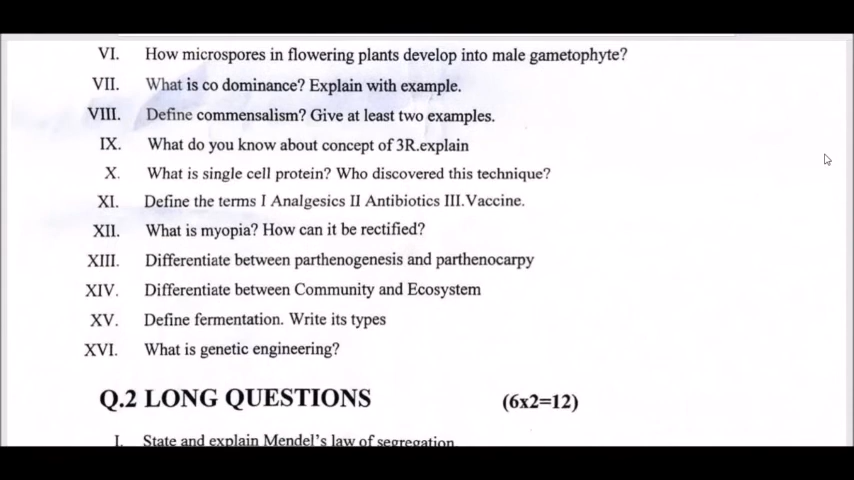 VI. How microspores in flowering plants develop into male gametophyte?
VII. What is co dominance? Explain with example.
VIII. Define commensalism? Give at least two examples.
IX. What do you know about concept of 3R.explain
X. What is single cell protein? Who discovered this technique?
XI. Define the terms I Analgesics II Antibiotics III.Vaccine.
XII. What is myopia? How can it be rectified?
XIII. Differentiate between parthenogenesis and parthenocarpy
XIV. Differentiate between Community and Ecosystem
XV. Define fermentation. Write its types
XVI. What is genetic engineering?
Q.2 LONG QUESTIONS (6x2=12)
I. State and explain Mendel's law of segregation.